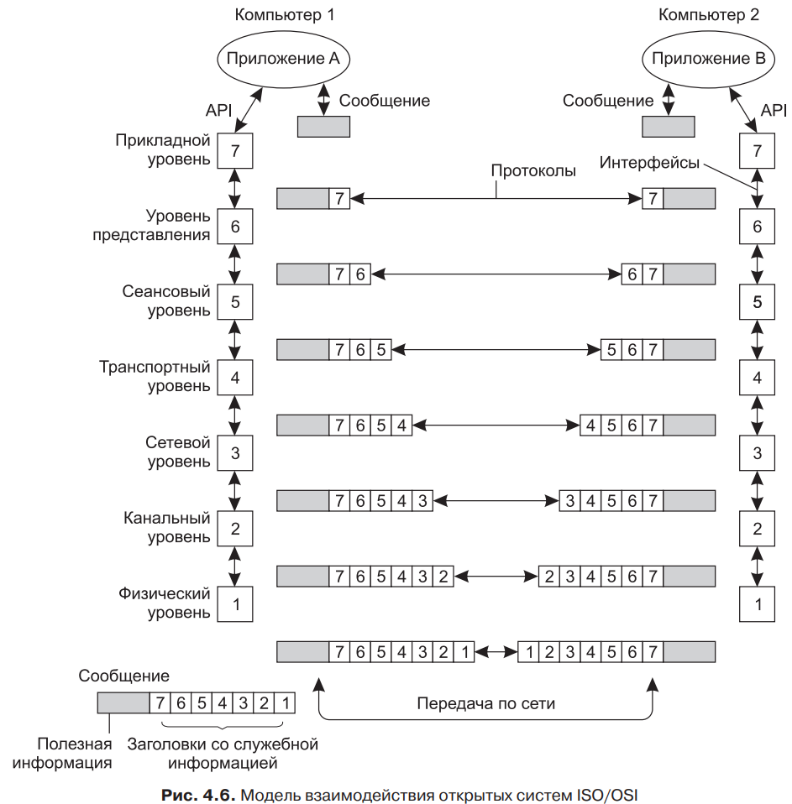 Компьютер 1
Компьютер 2
Приложение A
Приложение B
API
Сообщение
Сообщение
API
Прикладной
уровень
7
7
Протоколы
Интерфейсы
7
7
Уровень
представления
6
6
7 6
6 7
Сеансовый
уровень
5
5
7 6 5
5 6 7
Транспортный
уровень
4
4
7 6 5 4
4 5 6 7
Сетевой
уровень
3
3
7 6 5 4 3
3 4 5 6 7
Канальный
уровень
2
2
7 6 5 4 3 2
2 3 4 5 6 7
Физический
уровень
1
1
7 6 5 4 3 2 1
1 2 3 4 5 6 7
Сообщение
7 6 5 4 3 2 1
Передача по сети
Полезная
информация
Заголовки со служебной
информацией
Рис. 4.6. Модель взаимодействия открытых систем ISO/OSI